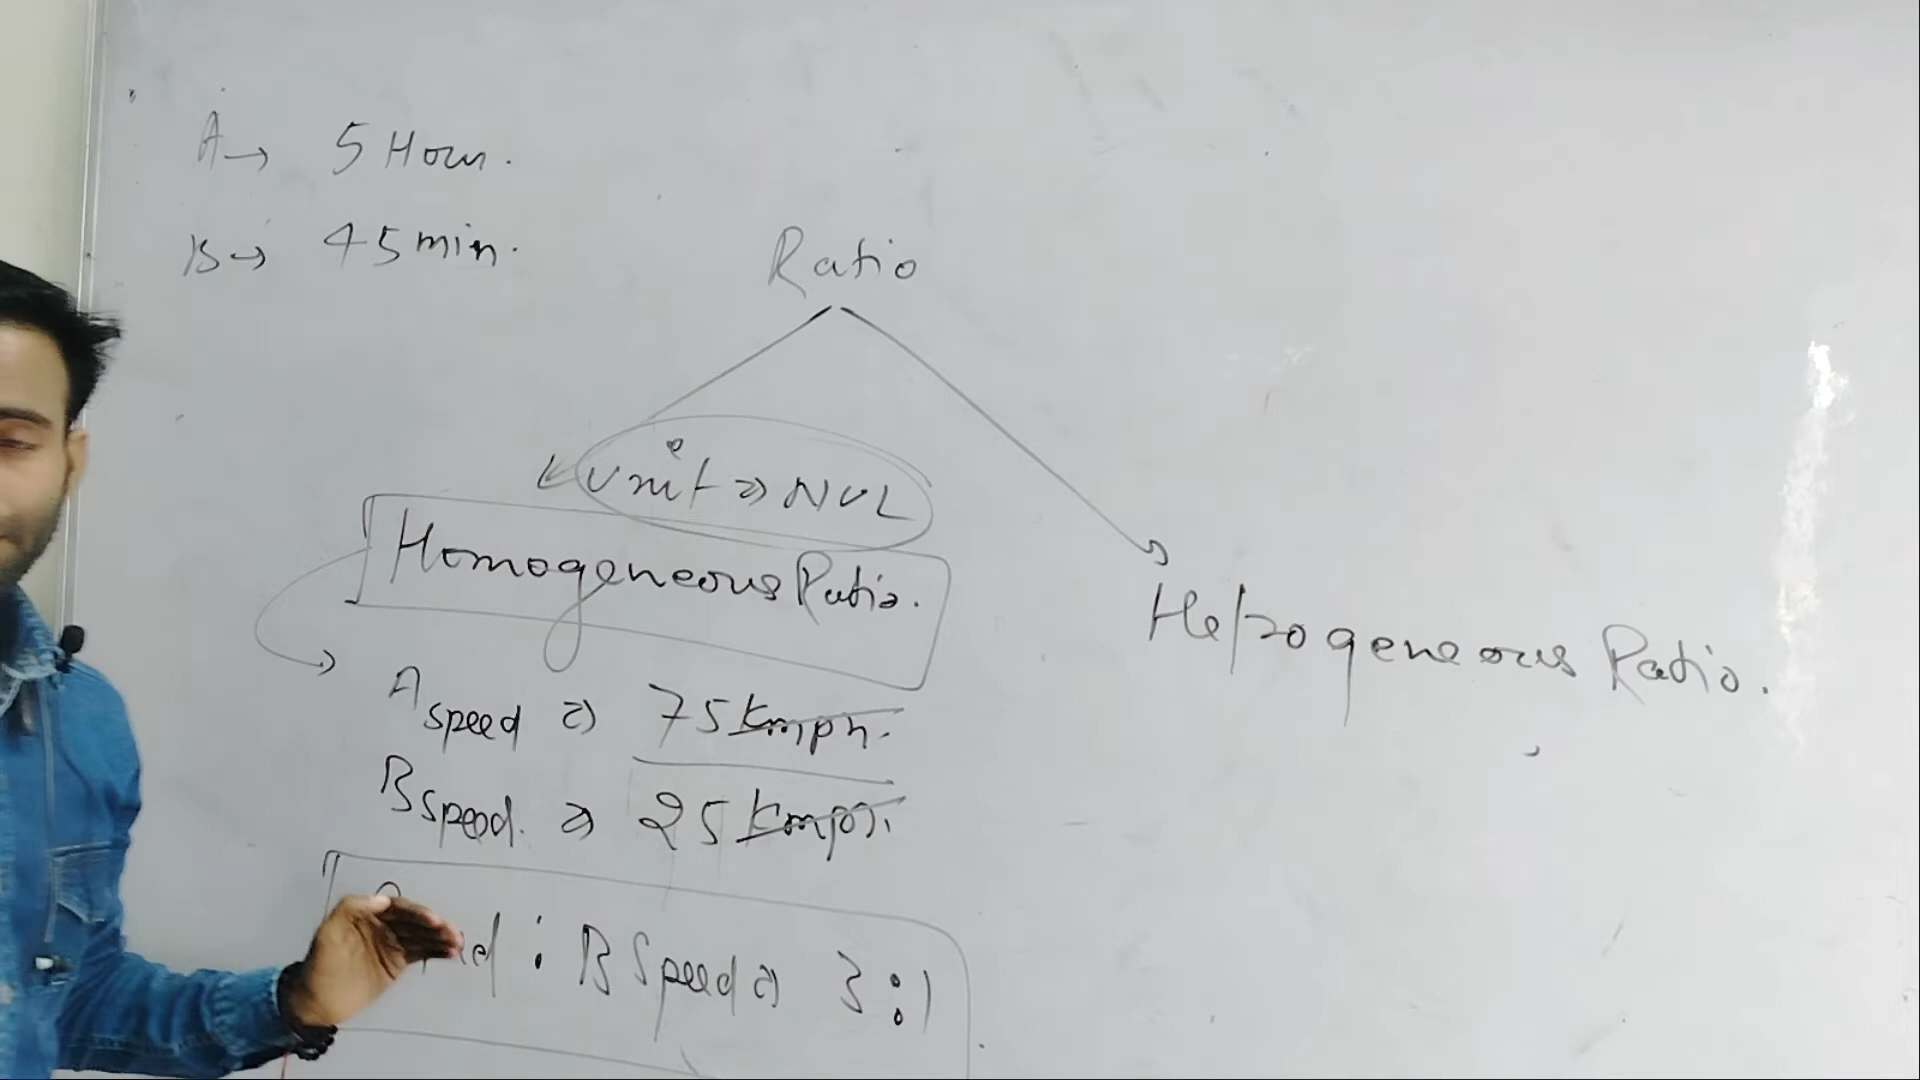 A → 5 Hour.
B → 45 min.
Ratio
Unit ⇒ NUL
Homogeneous Ratio.
Hetrogeneous Ratio.
A speed ⇒ 75 Kmph.
B speed. ⇒ 25 Kmph.
: B Speed ⇒ 3:1